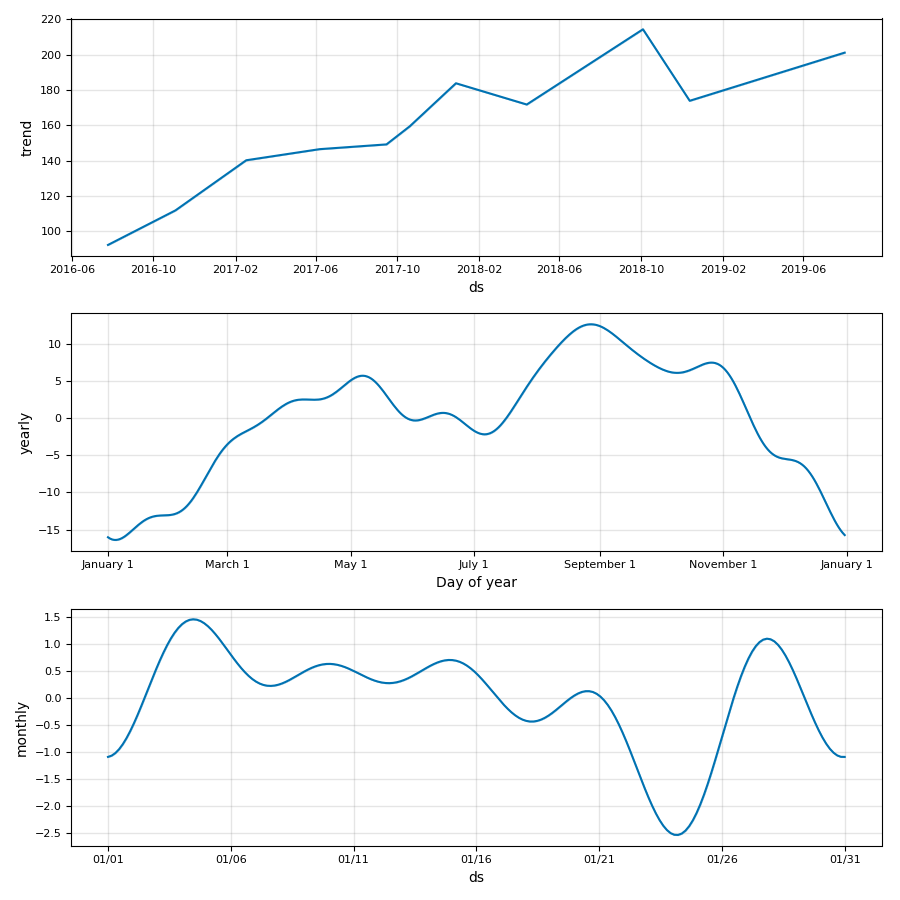 220
200
180
160
140
120
100
trend
2016-06 2016-10 2017-02 2017-06 2017-10 2018-02 2018-06 2018-10 2019-02 2019-06
ds
10
5
0
−5
−10
−15
yearly
January 1 March 1 May 1 July 1 September 1 November 1 January 1
Day of year
1.5
1.0
0.5
0.0
−0.5
−1.0
−1.5
−2.0
−2.5
monthly
01/01 01/06 01/11 01/16 01/21 01/26 01/31
ds